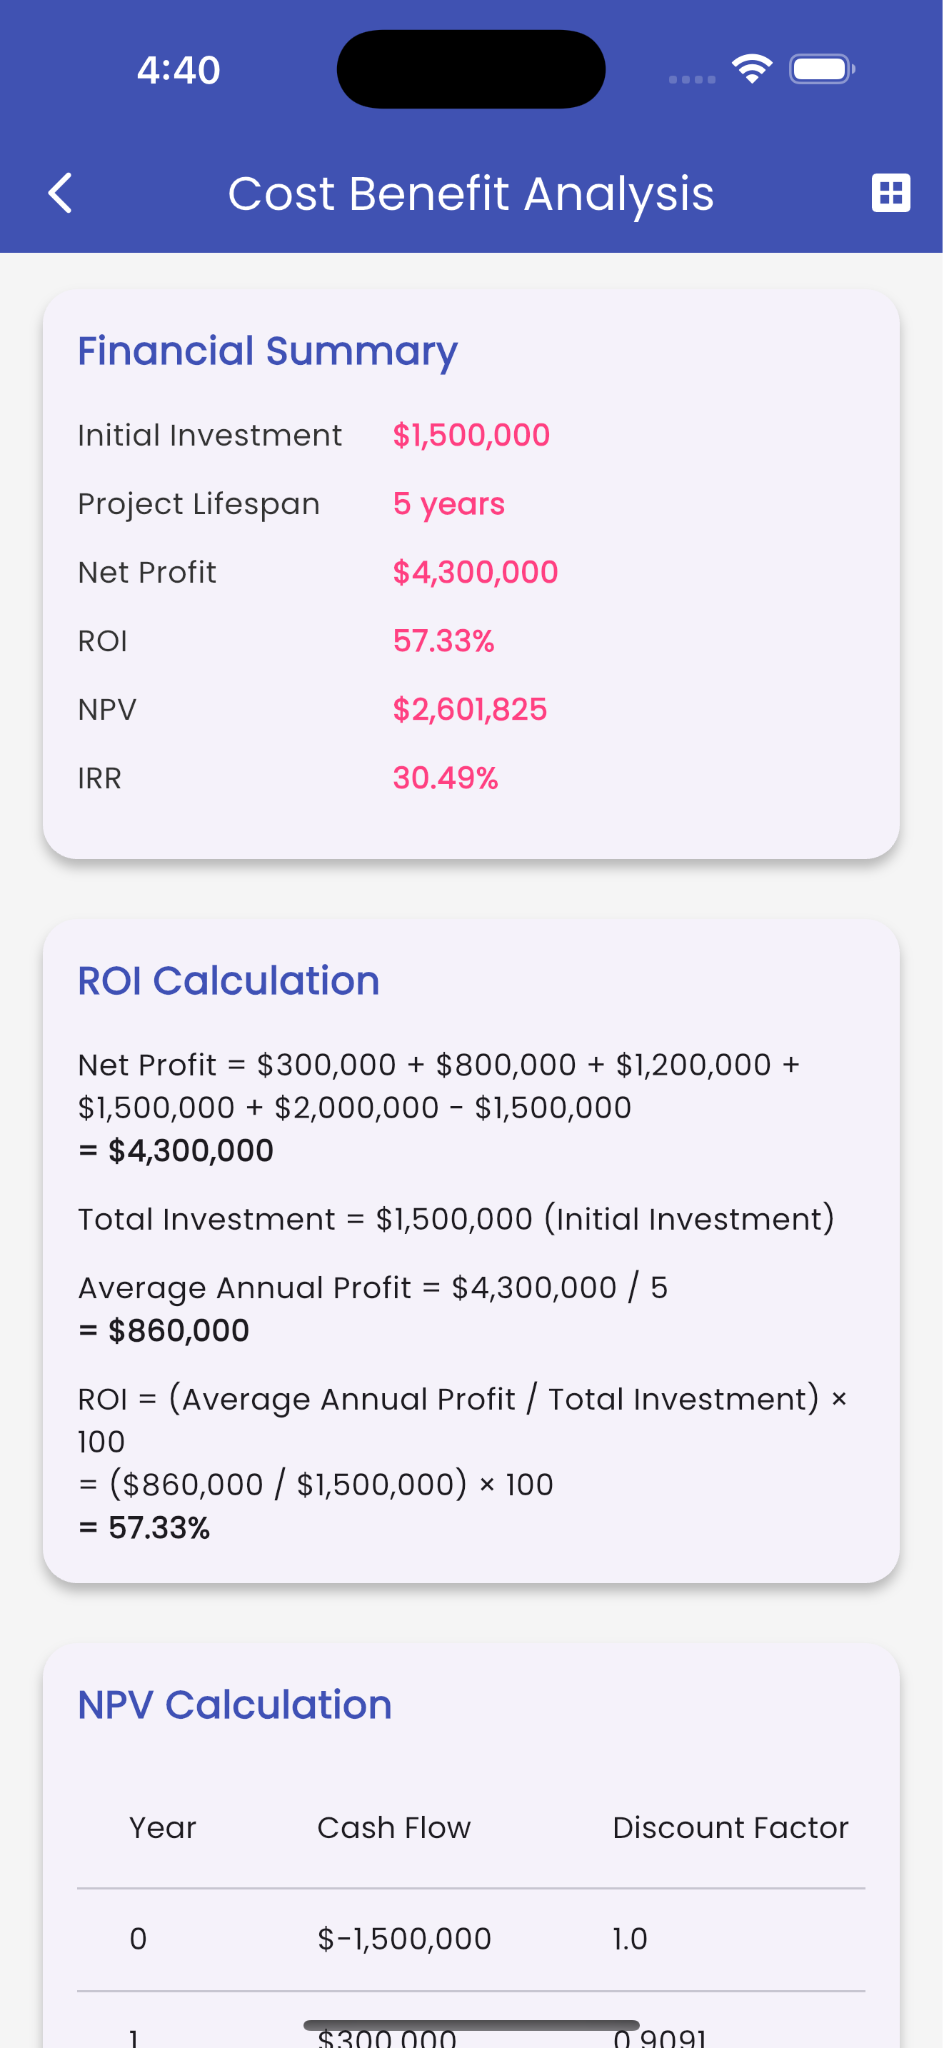 4:40
Cost Benefit Analysis
Financial Summary
Initial Investment $1,500,000
Project Lifespan 5 years
Net Profit $4,300,000
ROI 57.33%
NPV $2,601,825
IRR 30.49%
ROI Calculation
Net Profit = $300,000 + $800,000 + $1,200,000 +
$1,500,000 + $2,000,000 - $1,500,000
= $4,300,000
Total Investment = $1,500,000 (Initial Investment)
Average Annual Profit = $4,300,000 / 5
= $860,000
ROI = (Average Annual Profit / Total Investment) ×
100
= ($860,000 / $1,500,000) × 100
= 57.33%
NPV Calculation
Year Cash Flow Discount Factor
0 $-1,500,000 1.0
1 $300,000 0.9091